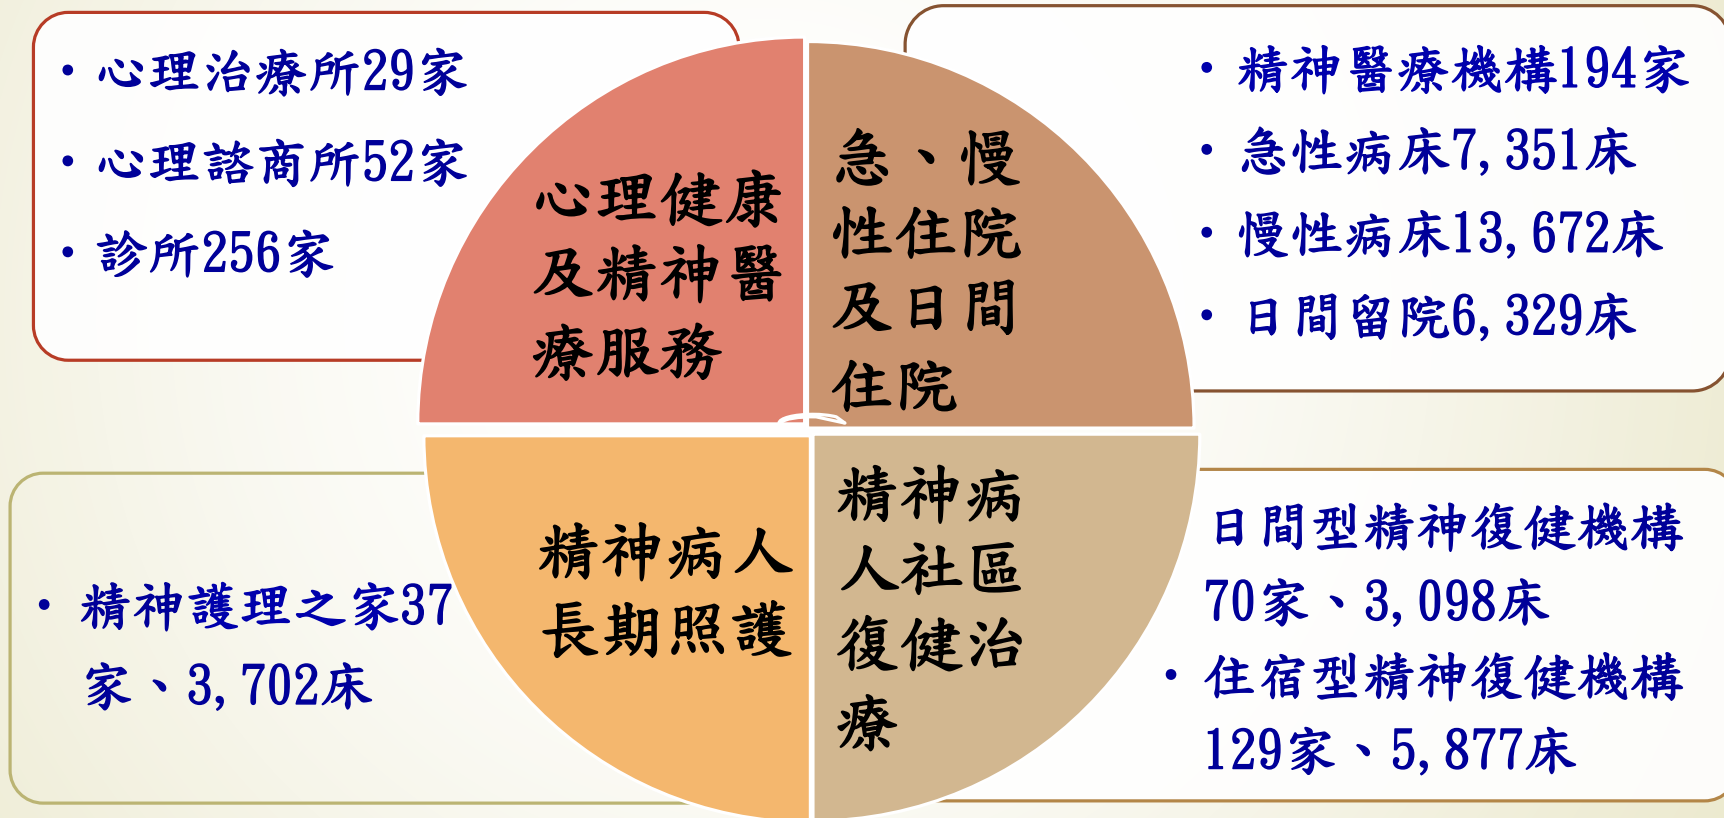 • 心理治療所29家
• 心理諮商所52家
• 診所256家
心理健康
及精神醫
療服務
急、慢
性住院
及日間
住院
• 精神醫療機構194家
• 急性病床7,351床
• 慢性病床13,672床
• 日間留院6,329床
• 精神護理之家37
家、3,702床
精神病人
長期照護
精神病
人社區
復健治
療
日間型精神復健機構
70家、3,098床
• 住宿型精神復健機構
129家、5,877床